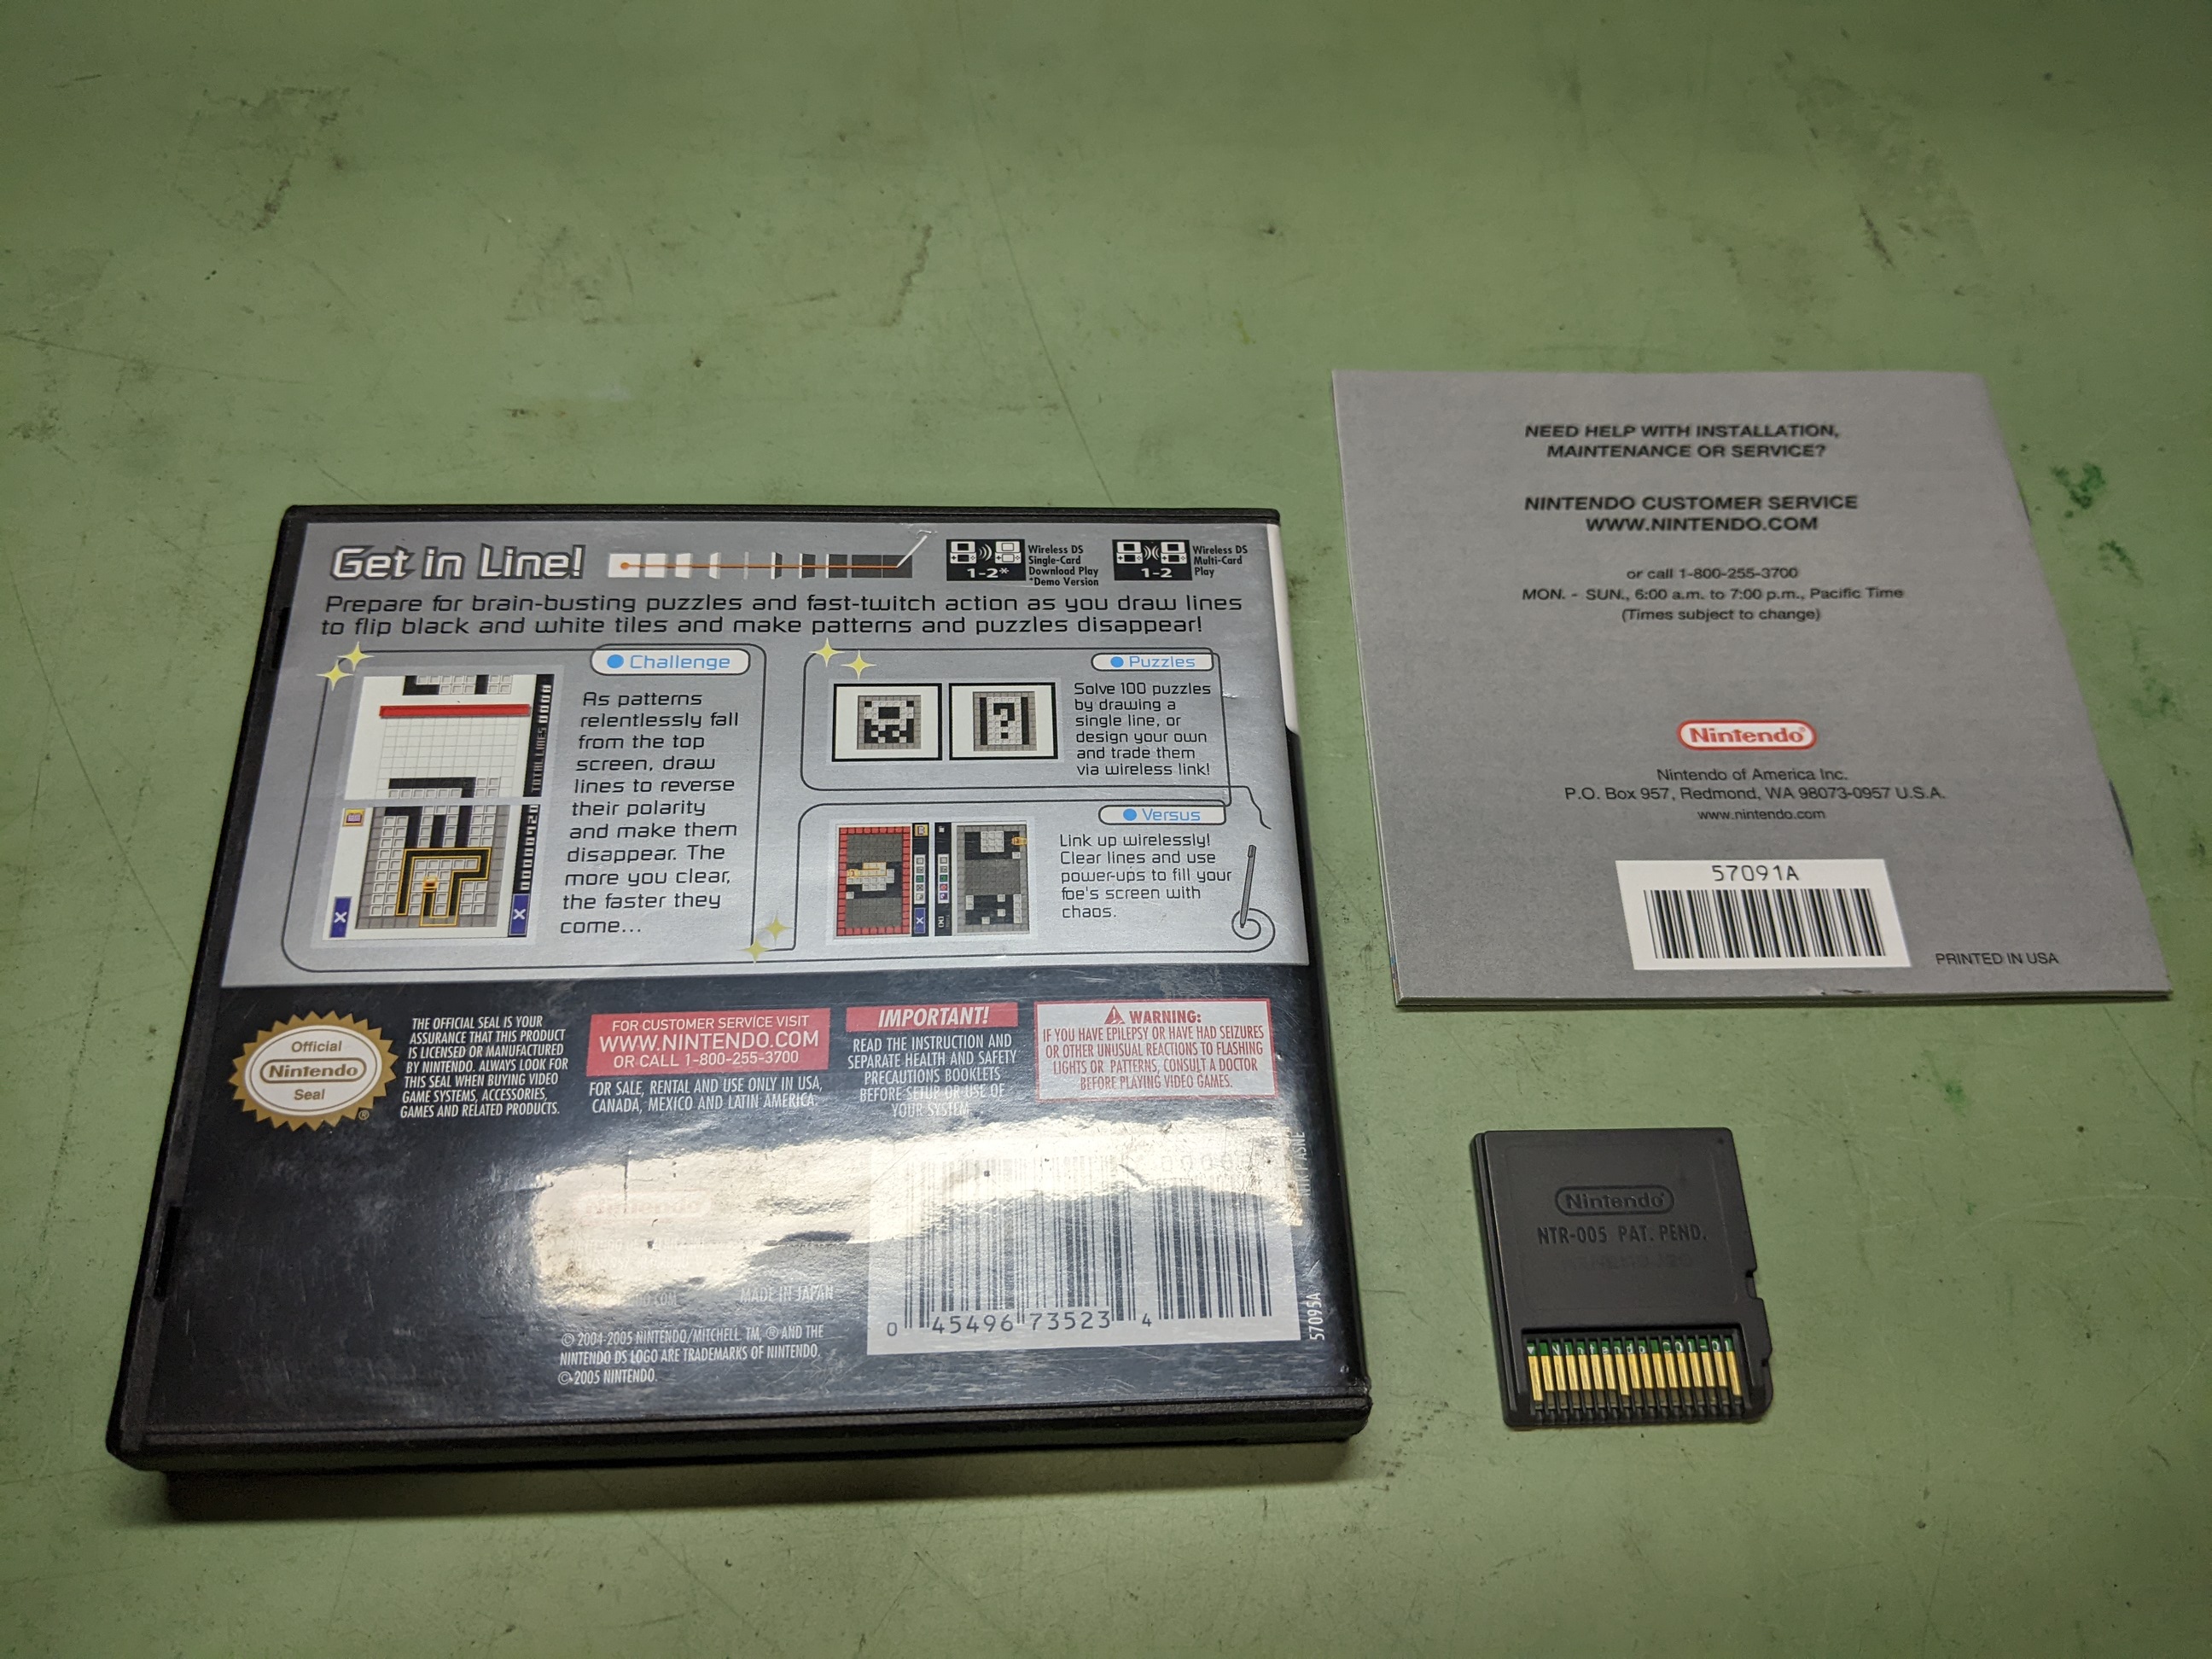 Get in Line!
1-2*
Wireless DS
Single-Card
Download Play
*Demo Version
1-2
Wireless DS
Multi-Card
Play
Prepare for brain-busting puzzles and fast-twitch action as you draw lines
to flip black and white tiles and make patterns and puzzles disappear!
Challenge
As patterns
relentlessly fall
from the top
screen, draw
lines to reverse
their polarity
and make them
disappear. The
more you clear,
the faster they
come...
TOTAL LINES 0000
X
X
Puzzles
?
Solve 100 puzzles
by drawing a
single line, or
design your own
and trade them
via wireless link!
Versus
Link up wirelessly!
Clear lines and use
power-ups to fill your
foe's screen with
chaos.
Official
Nintendo
Seal
®
THE OFFICIAL SEAL IS YOUR
ASSURANCE THAT THIS PRODUCT
IS LICENSED OR MANUFACTURED
BY NINTENDO. ALWAYS LOOK FOR
THIS SEAL WHEN BUYING VIDEO
GAME SYSTEMS, ACCESSORIES,
GAMES AND RELATED PRODUCTS.
FOR CUSTOMER SERVICE VISIT
WWW.NINTENDO.COM
OR CALL 1-800-255-3700
FOR SALE, RENTAL AND USE ONLY IN USA,
CANADA, MEXICO AND LATIN AMERICA.
IMPORTANT!
READ THE INSTRUCTION AND
SEPARATE HEALTH AND SAFETY
PRECAUTIONS BOOKLETS
BEFORE SETUP OR USE OF
YOUR SYSTEM
WARNING:
IF YOU HAVE EPILEPSY OR HAVE HAD SEIZURES
OR OTHER UNUSUAL REACTIONS TO FLASHING
LIGHTS OR PATTERNS, CONSULT A DOCTOR
BEFORE PLAYING VIDEO GAMES.
Nintendo
MADE IN JAPAN
© 2004-2005 NINTENDO/MITCHELL TM, ® AND THE
NINTENDO DS LOGO ARE TRADEMARKS OF NINTENDO.
© 2005 NINTENDO.
0 45496 73523 4
57095A
NEED HELP WITH INSTALLATION,
MAINTENANCE OR SERVICE?
NINTENDO CUSTOMER SERVICE
WWW.NINTENDO.COM
or call 1-800-255-3700
MON. - SUN., 6:00 a.m. to 7:00 p.m., Pacific Time
(Times subject to change)
Nintendo
Nintendo of America Inc.
P.O. Box 957, Redmond, WA 98073-0957 U.S.A.
www.nintendo.com
57091A
PRINTED IN USA
Nintendo
NTR-005 PAT. PEND.
Nintendo C01-01